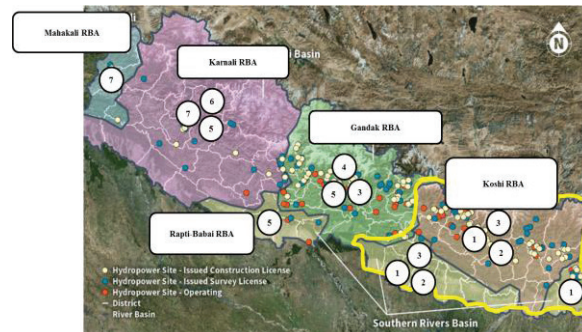 Mahakali RBA
Karnali RBA
Basin
N
7
6
7
5
Gandak RBA
4
5
3
Koshi RBA
3
1
2
5
Rapti-Babai RBA
3
1
2
1
Hydropower Site - Issued Construction License
Hydropower Site - Issued Survey License
Hydropower Site - Operating
District
River Basin
Southern Rivers Basin